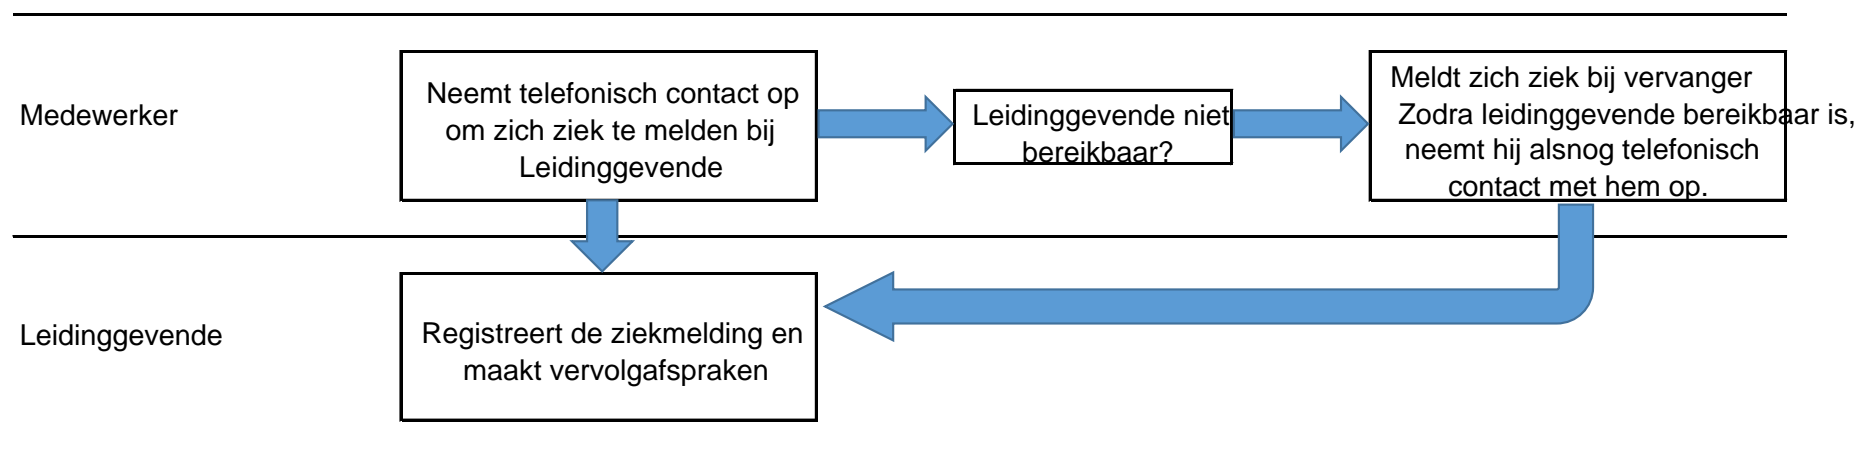 Medewerker
Neemt telefonisch contact op
om zich ziek te melden bij
Leidinggevende
Leidinggevende niet
bereikbaar?
Meldt zich ziek bij vervanger
Zodra leidinggevende bereikbaar is,
neemt hij alsnog telefonisch
contact met hem op.
Leidinggevende
Registreert de ziekmelding en
maakt vervolgafspraken